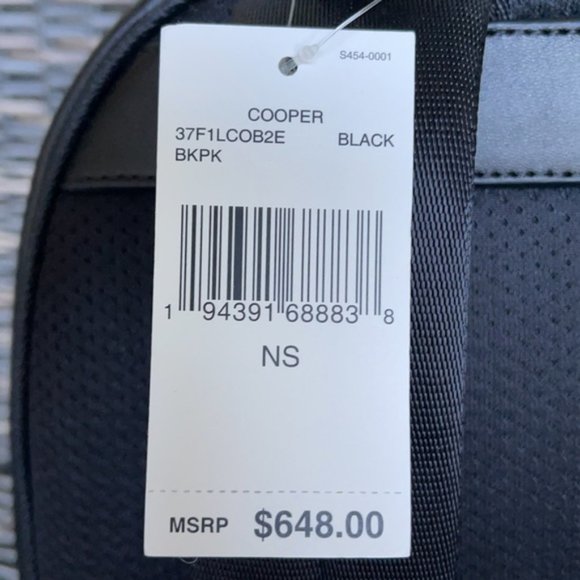 S454-0001
COOPER
37F1LCOB2E BLACK
BKPK
1 94391 68883 8
NS
MSRP $648.00